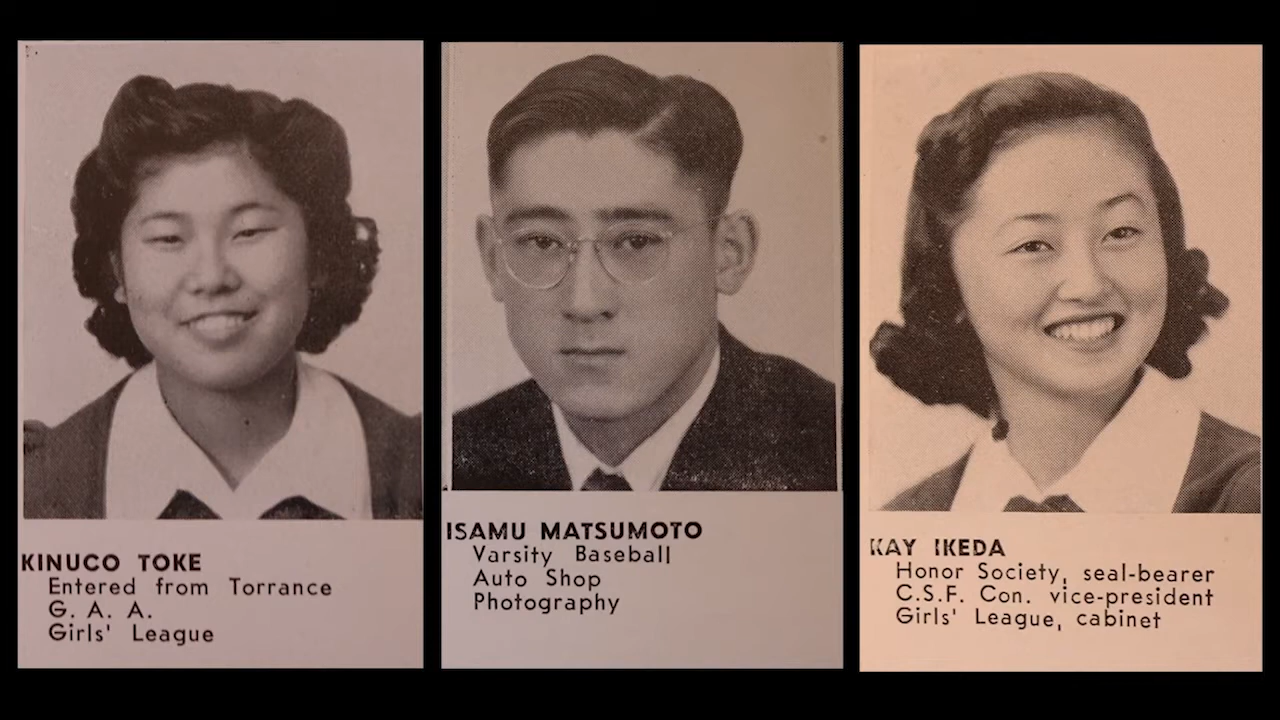 KINUCO TOKE
Entered from Torrance
G. A. A.
Girls' League
ISAMU MATSUMOTO
Varsity Baseball
Auto Shop
Photography
KAY IKEDA
Honor Society, seal-bearer
C.S.F. Con. vice-president
Girls' League, cabinet